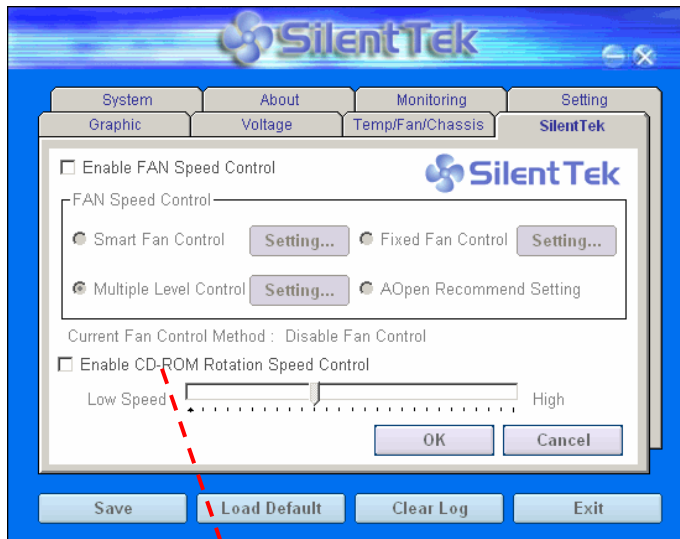 SilentTek
System About Monitoring Setting
Graphic Voltage Temp/Fan/Chassis SilentTek
Enable FAN Speed Control
SilentTek
FAN Speed Control
Smart Fan Control Setting... Fixed Fan Control Setting...
Multiple Level Control Setting... AOpen Recommend Setting
Current Fan Control Method : Disable Fan Control
Enable CD-ROM Rotation Speed Control
Low Speed High
OK Cancel
Save Load Default Clear Log Exit